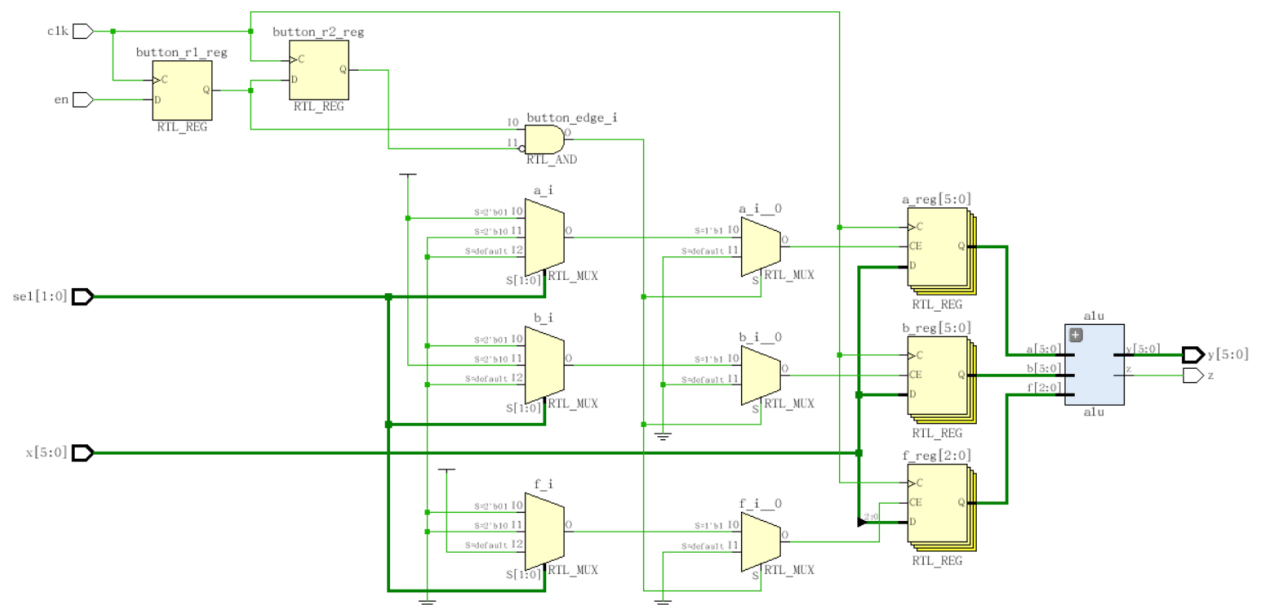 clk
button_r1_reg
C
D
Q
RTL_REG
en
button_r2_reg
C
D
Q
RTL_REG
button_edge_i
I0
I1
O
RTL_AND
a_i
S=2'b01 I0
S=2'b10 I1
S=default I2
O
S[1:0]
RTL_MUX
a_i__0
S=1'b1 I0
S=default I1
O
S
RTL_MUX
a_reg[5:0]
C
CE
D
Q
RTL_REG
sel[1:0]
b_i
S=2'b01 I0
S=2'b10 I1
S=default I2
O
S[1:0]
RTL_MUX
b_i__0
S=1'b1 I0
S=default I1
O
S
RTL_MUX
b_reg[5:0]
C
CE
D
Q
RTL_REG
alu
a[5:0]
b[5:0]
f[2:0]
y[5:0]
z
alu
y[5:0]
z
x[5:0]
f_i
S=2'b01 I0
S=2'b10 I1
S=default I2
O
S[1:0]
RTL_MUX
f_i__0
S=1'b1 I0
S=default I1
O
S
RTL_MUX
f_reg[2:0]
C
CE
2:0
D
Q
RTL_REG